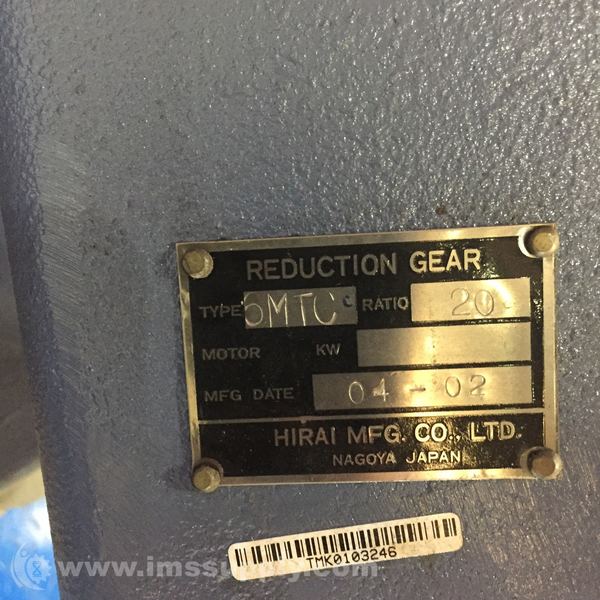 REDUCTION GEAR
TYPE 6MTC RATIO 20
MOTOR KW
MFG DATE 04-02
HIRAI MFG. CO., LTD.
NAGOYA JAPAN
TMK0103246
www.imssupply.com